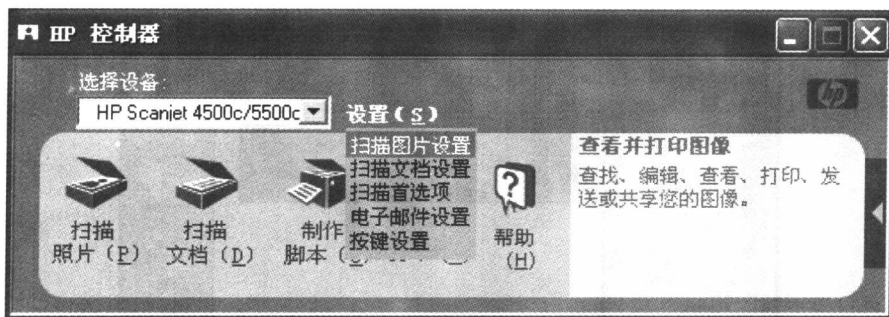 HP 控制器
选择设备:
HP Scanjet 4500c/5500c
设置(S)
扫描图片设置
扫描文档设置
扫描首选项
电子邮件设置
按键设置
扫描
照片(P)
扫描
文档(D)
制作
脚本(
帮助
(H)
查看并打印图像
查找、编辑、查看、打印、发
送或共享您的图像。
hp